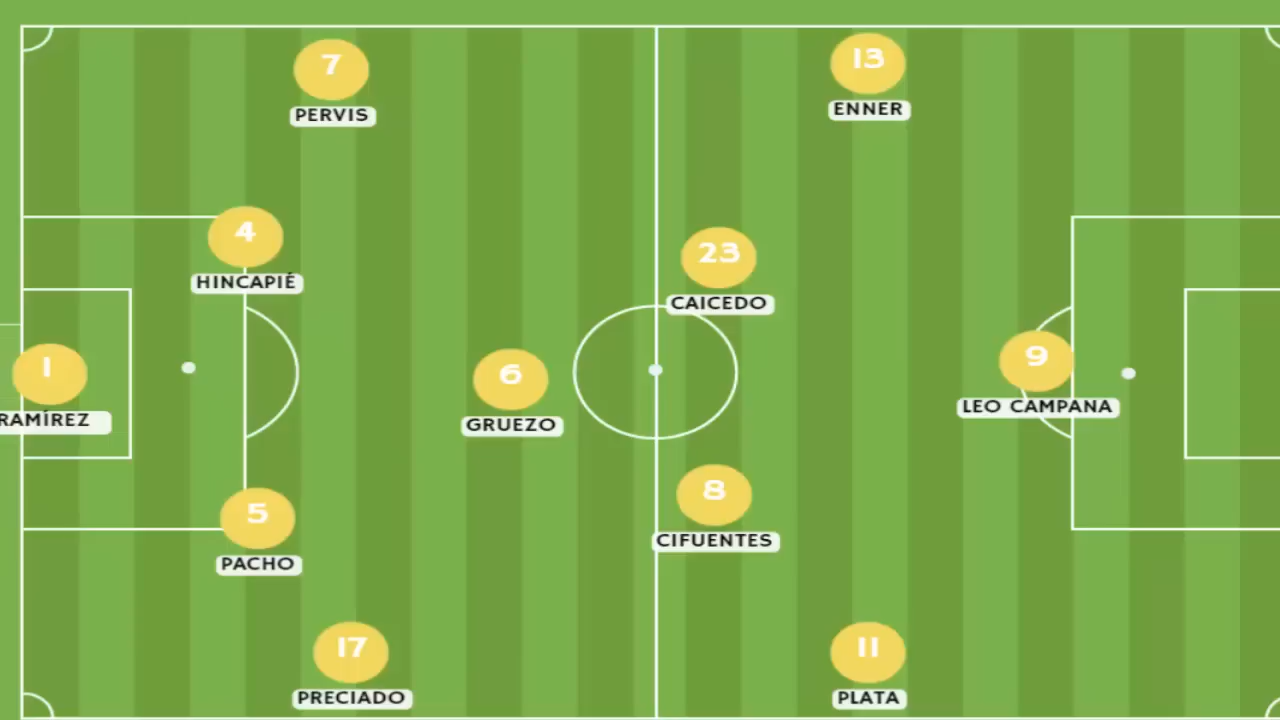 7
PERVIS
13
ENNER
4
HINCAPIÉ
23
CAICEDO
1
RAMÍREZ
6
GRUEZO
9
LEO CAMPANA
5
PACHO
8
CIFUENTES
17
PRECIADO
11
PLATA